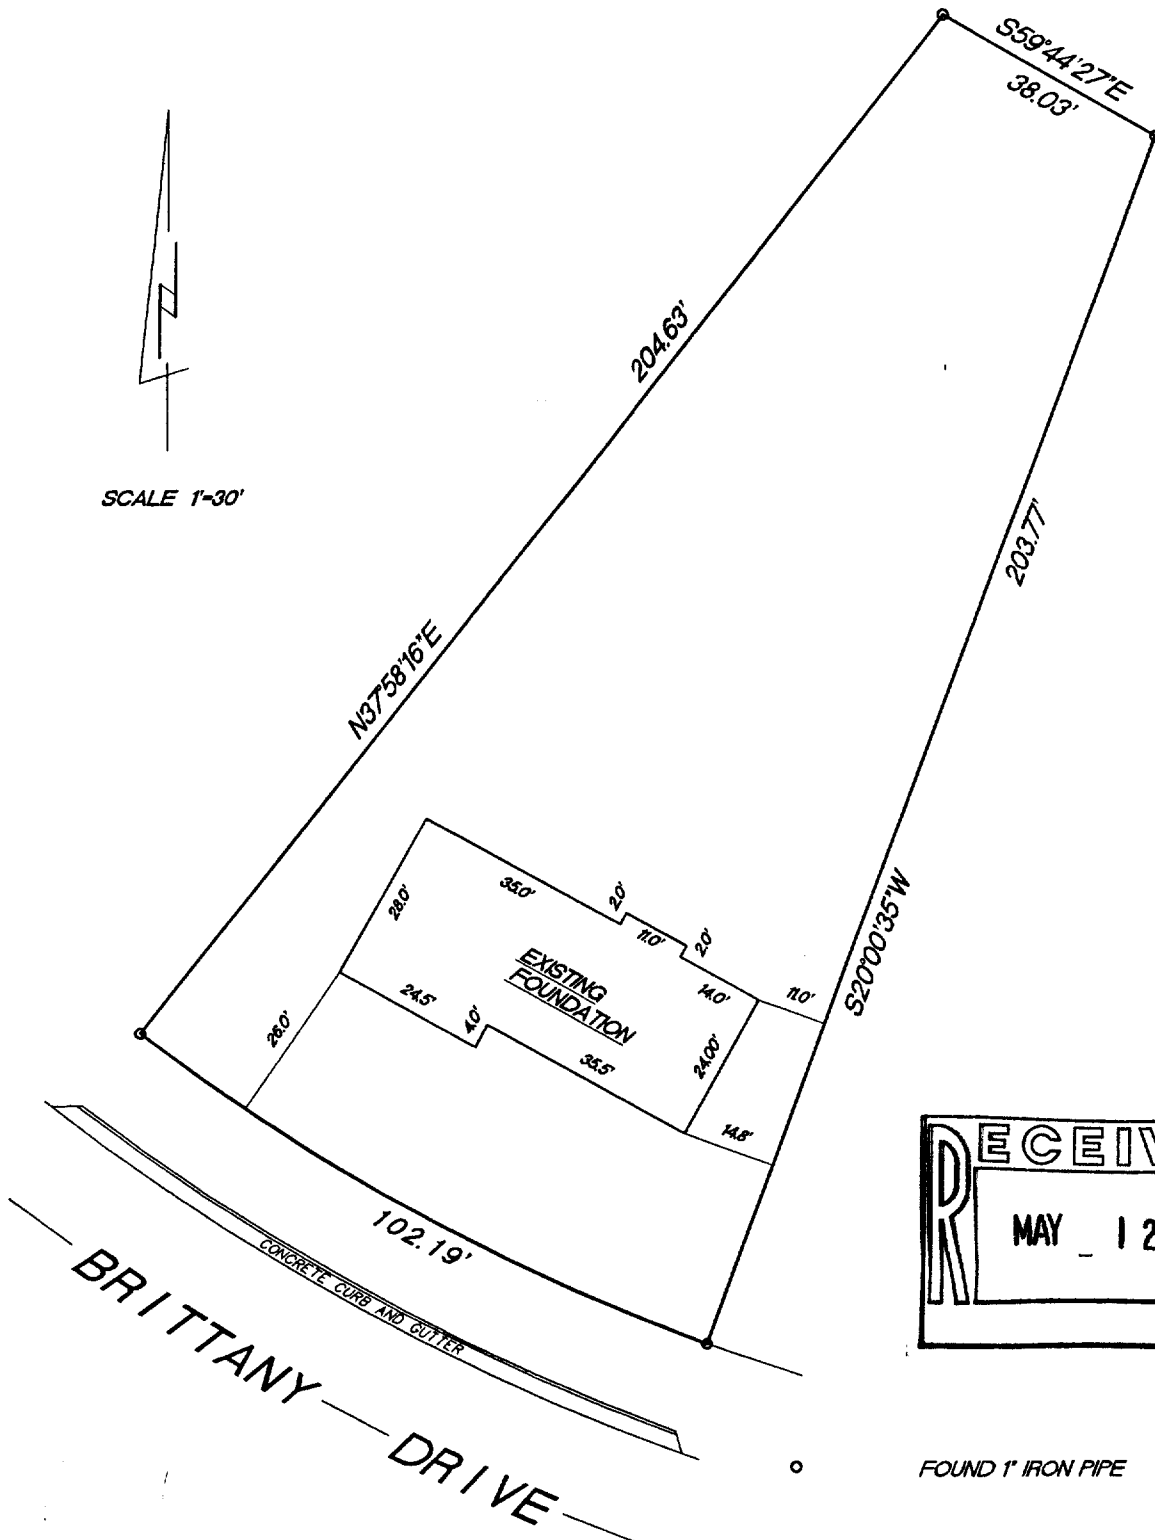 S59°44'27"E
38.03'
204.63'
SCALE 1"=30'
203.77'
N37°58'16"E
S20°00'35"W
35.0'
2.0'
28.0'
11.0'
2.0'
EXISTING
FOUNDATION
14.0'
11.0'
24.5'
4.0'
26.0'
35.5'
24.00'
14.8'
102.19'
CONCRETE CURB AND GUTTER
BRITTANY DRIVE
RECEIV
MAY 12
FOUND 1" IRON PIPE